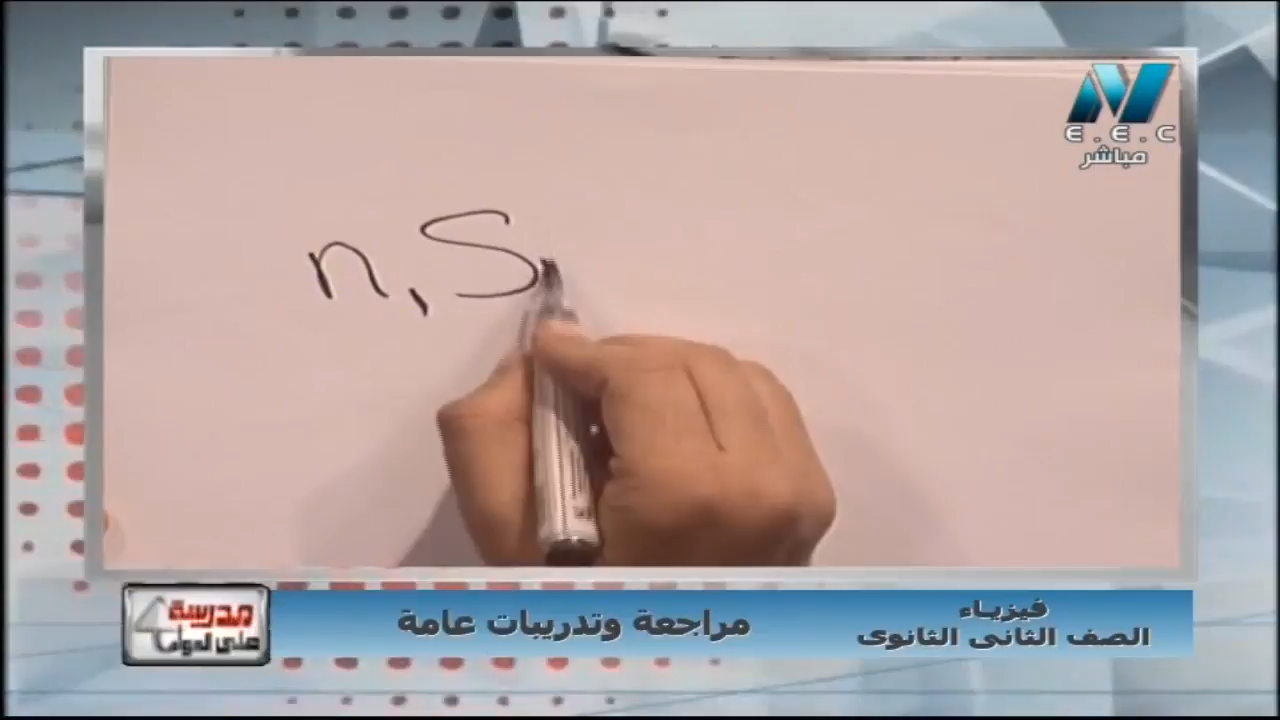 E.E.C
مباشر
n, S
فيزياء
الصف الثانى الثانوى
مراجعة وتدريبات عامة
مدرسة
على الهواء